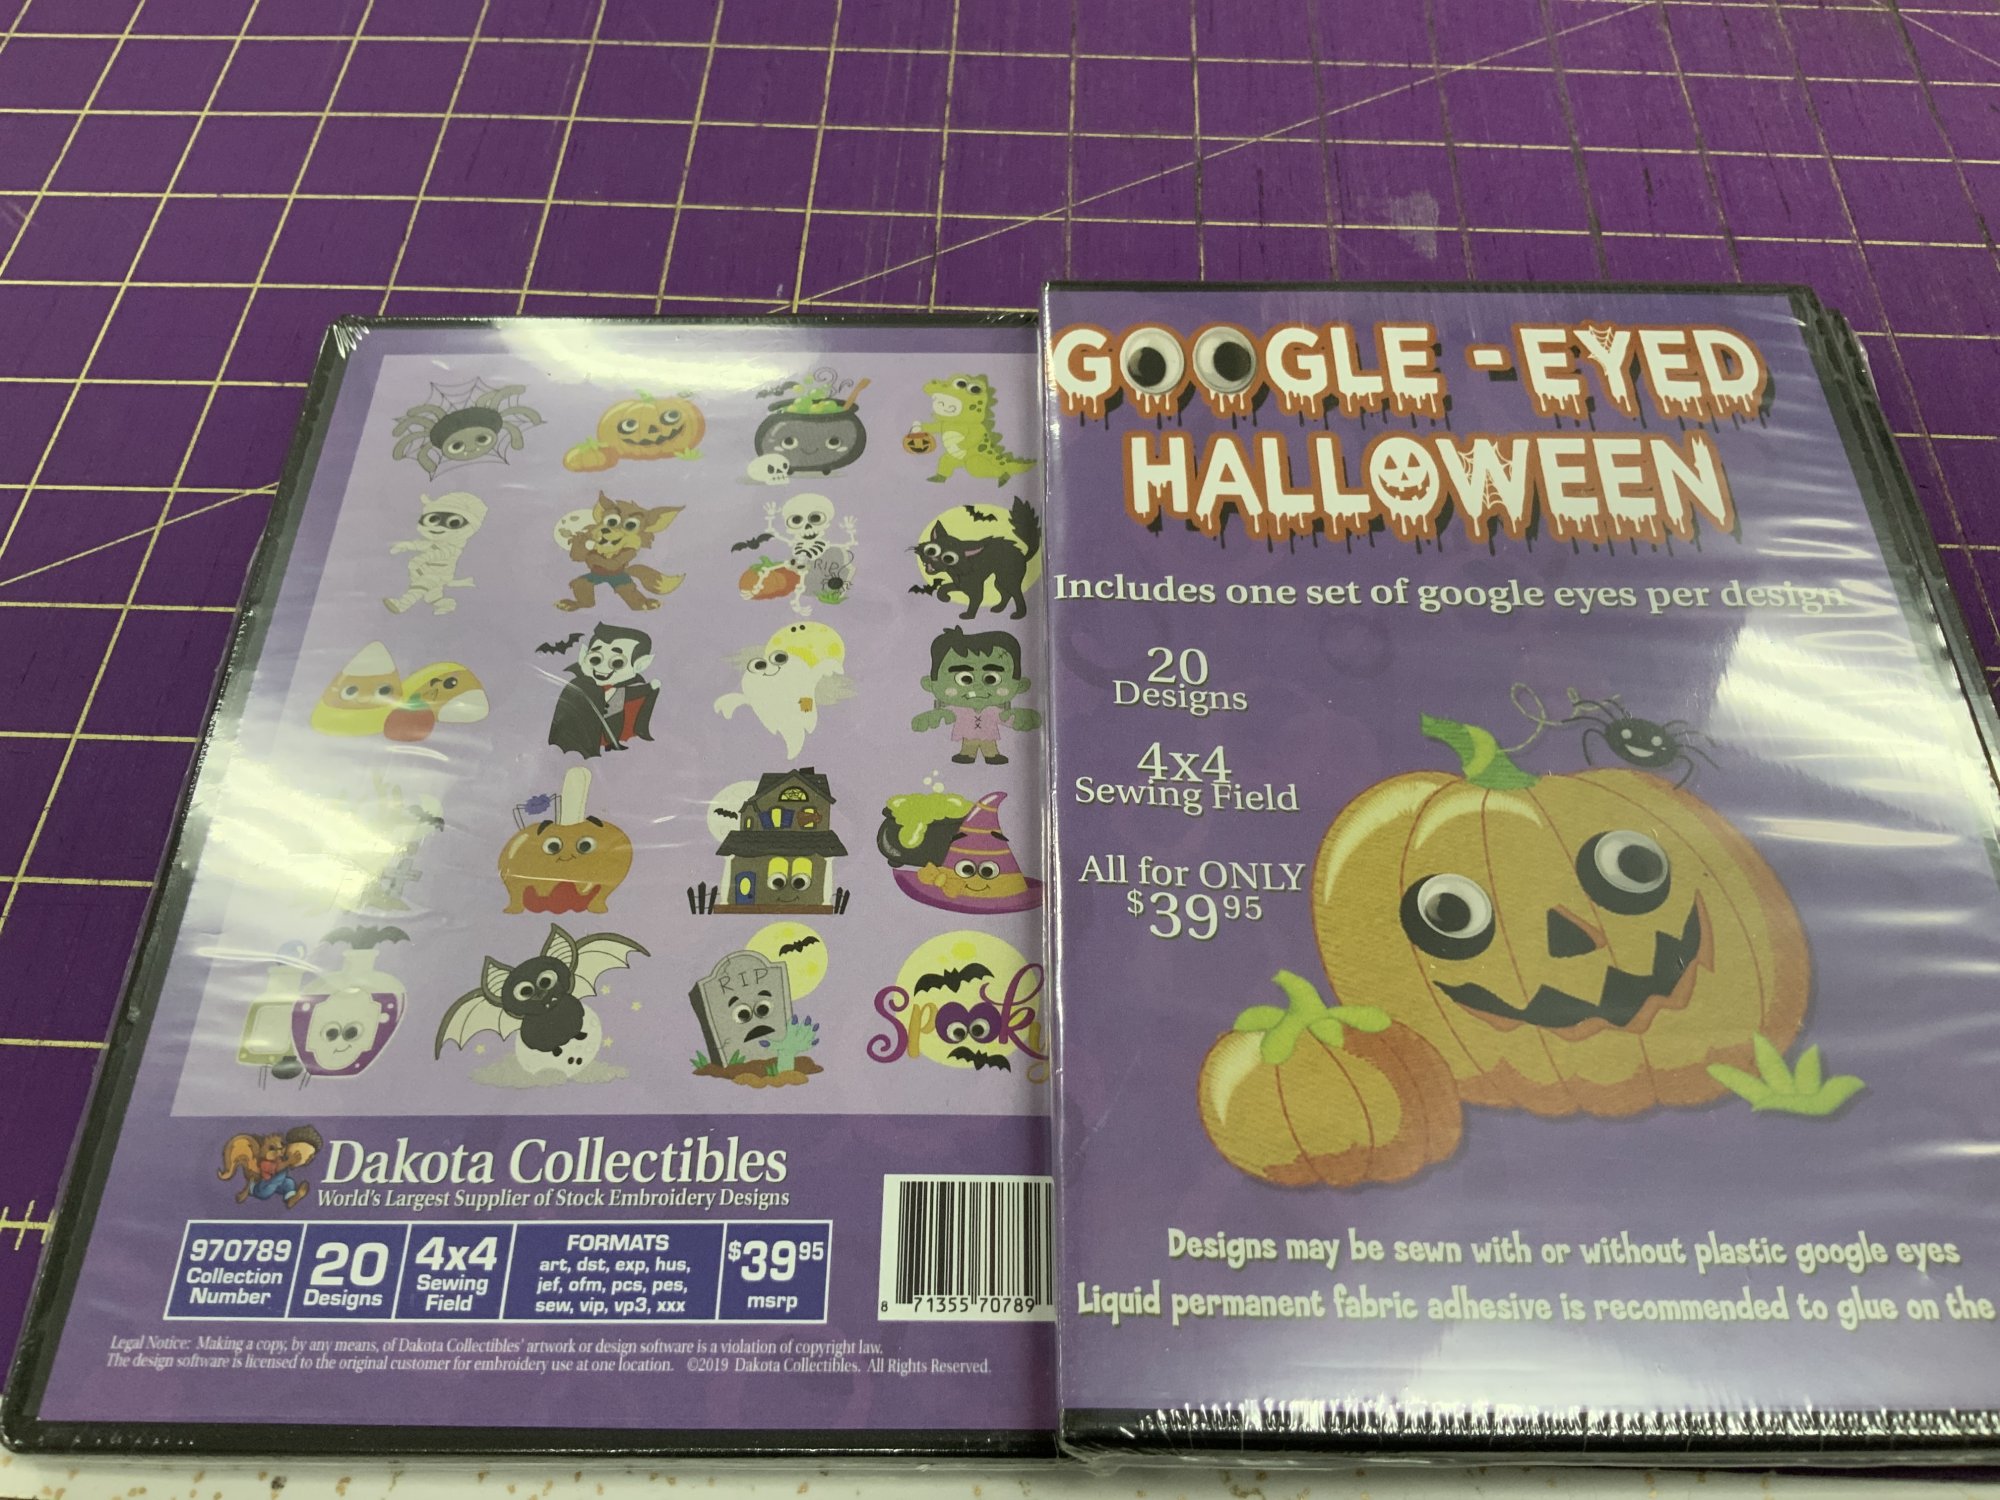 GOOGLE-EYED
HALLOWEEN
Includes one set of google eyes per design
20
Designs
4x4
Sewing Field
All for ONLY
$39.95
Designs may be sewn with or without plastic google eyes
Liquid permanent fabric adhesive is recommended to glue on the
RIP
RIP
Spooky
Dakota Collectibles
World's Largest Supplier of Stock Embroidery Designs
970789
Collection
Number
20
Designs
4x4
Sewing
Field
FORMATS
art, dst, exp, hus,
jef, ofm, pcs, pes,
sew, vip, vp3, xxx
$39.95
msrp
8 71355 70789
Legal Notice: Making a copy, by any means, of Dakota Collectibles' artwork or design software is a violation of copyright law.
The design software is licensed to the original customer for embroidery use at one location. ©2019 Dakota Collectibles. All Rights Reserved.